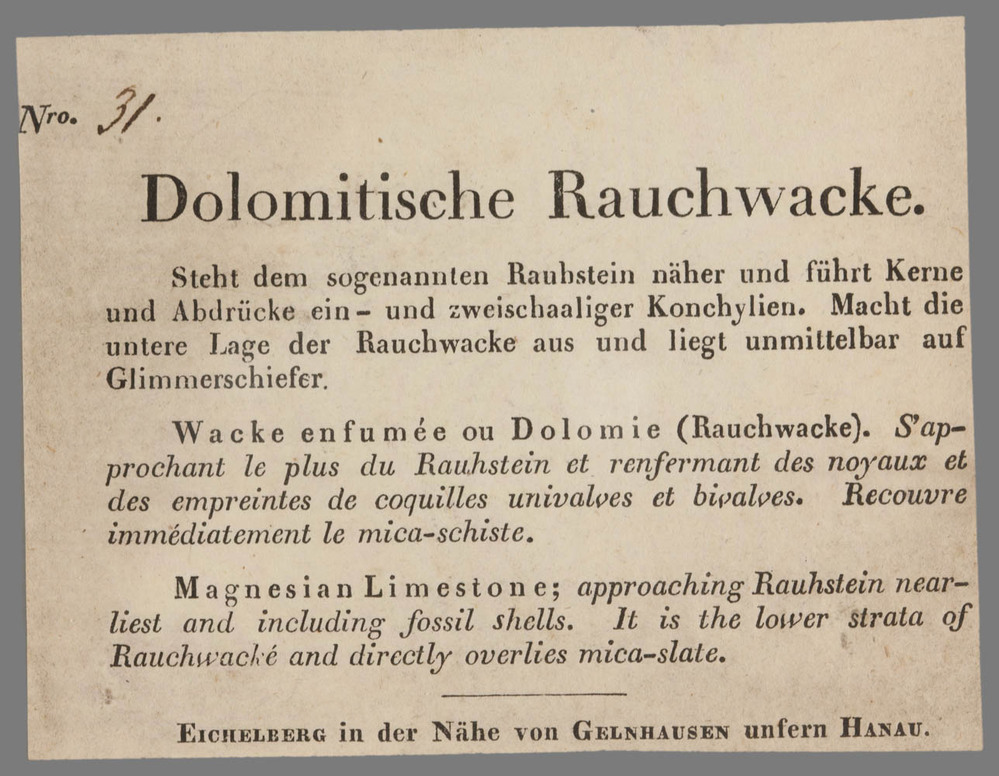 Nro. 31.
Dolomitische Rauchwacke.
Steht dem sogenannten Rauhstein näher und führt Kerne
und Abdrücke ein- und zweischaaliger Konchylien. Macht die
untere Lage der Rauchwacke aus und liegt unmittelbar auf
Glimmerschiefer.
Wacke enfumée ou Dolomie (Rauchwacke). S'ap-
prochant le plus du Rauhstein et renfermant des noyaux et
des empreintes de coquilles univalves et bivalves. Recouvre
immédiatement le mica-schiste.
Magnesian Limestone; approaching Rauhstein near-
liest and including fossil shells. It is the lower strata of
Rauchwacké and directly overlies mica-slate.
EICHELBERG in der Nähe von GELNHAUSEN unfern HANAU.